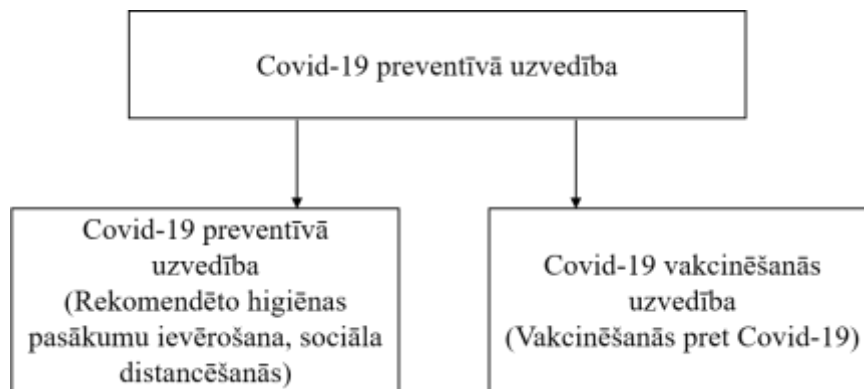 Covid-19 preventīvā uzvedība
Covid-19 preventīvā
uzvedība
(Rekomendēto higiēnas
pasākumu ievērošana, sociāla
distancēšanās)
Covid-19 vakcinēšanās
uzvedība
(Vakcinēšanās pret Covid-19)